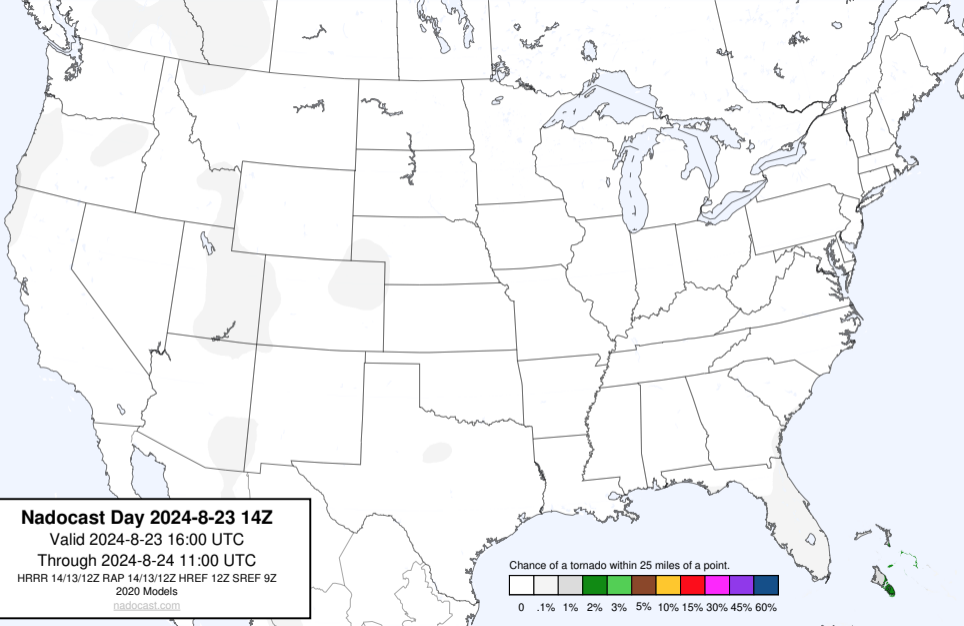 Nadocast Day 2024-8-23 14Z
Valid 2024-8-23 16:00 UTC
Through 2024-8-24 11:00 UTC
HRRR 14/13/12Z RAP 14/13/12Z HREF 12Z SREF 9Z
2020 Models
nadocast.com
Chance of a tornado within 25 miles of a point.
0 .1% 1% 2% 3% 5% 10% 15% 30% 45% 60%